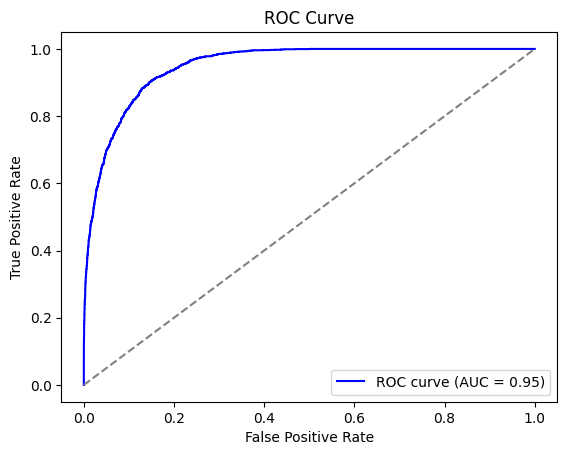 ROC Curve
True Positive Rate
1.0
0.8
0.6
0.4
0.2
0.0
ROC curve (AUC = 0.95)
0.0 0.2 0.4 0.6 0.8 1.0
False Positive Rate